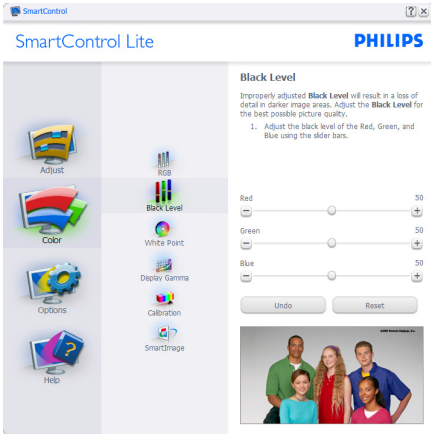 SmartControl
SmartControl Lite
PHILIPS
Adjust
Color
Options
Help
RGB
Black Level
White Point
Display Gamma
Calibration
SmartImage
Black Level
Improperly adjusted Black Level will result in a loss of
detail in darker image areas. Adjust the Black Level for
the best possible picture quality.
1. Adjust the black level of the Red, Green, and
Blue using the slider bars.
Red 50
Green 50
Blue 50
Undo Reset